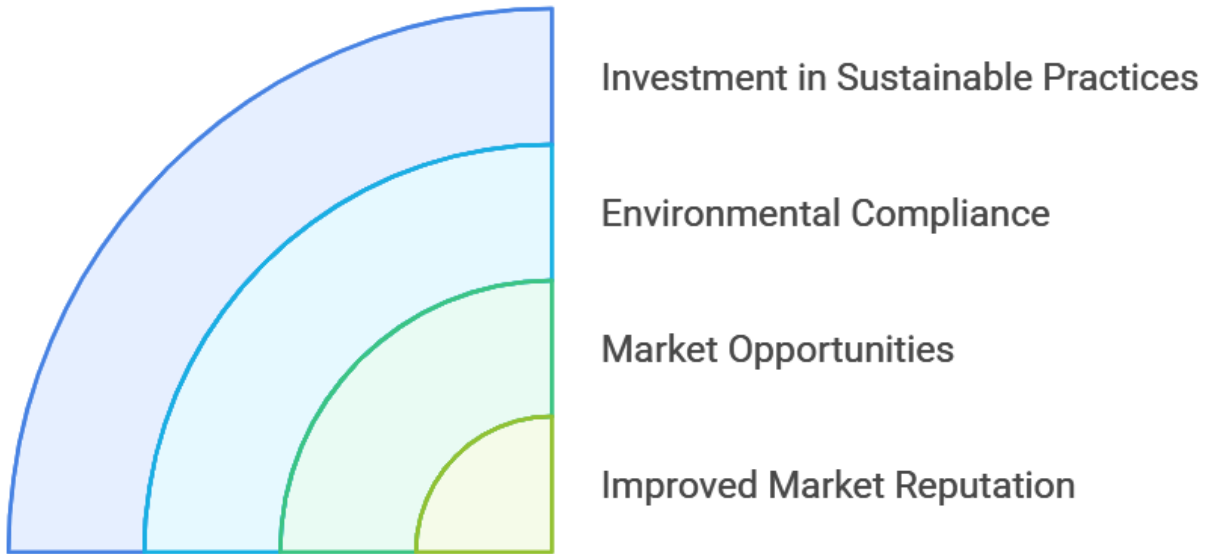 Investment in Sustainable Practices
Environmental Compliance
Market Opportunities
Improved Market Reputation